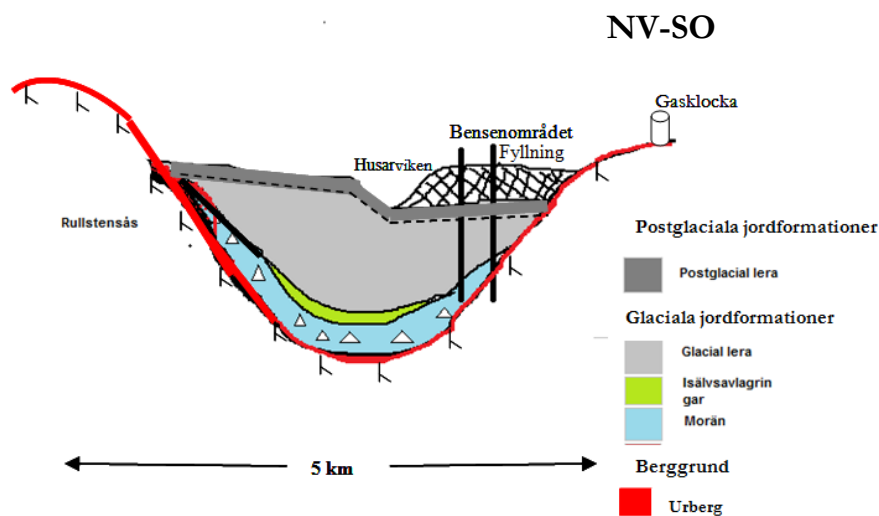 NV-SO
Gasklocka
Bensenområdet
Fyllning
Husarviken
Rullstensås
Postglaciala jordformationer
Postglacial lera
Glaciala jordformationer
Glacial lera
Isälvsavlagrin
gar
Morän
5 km
Berggrund
Urberg